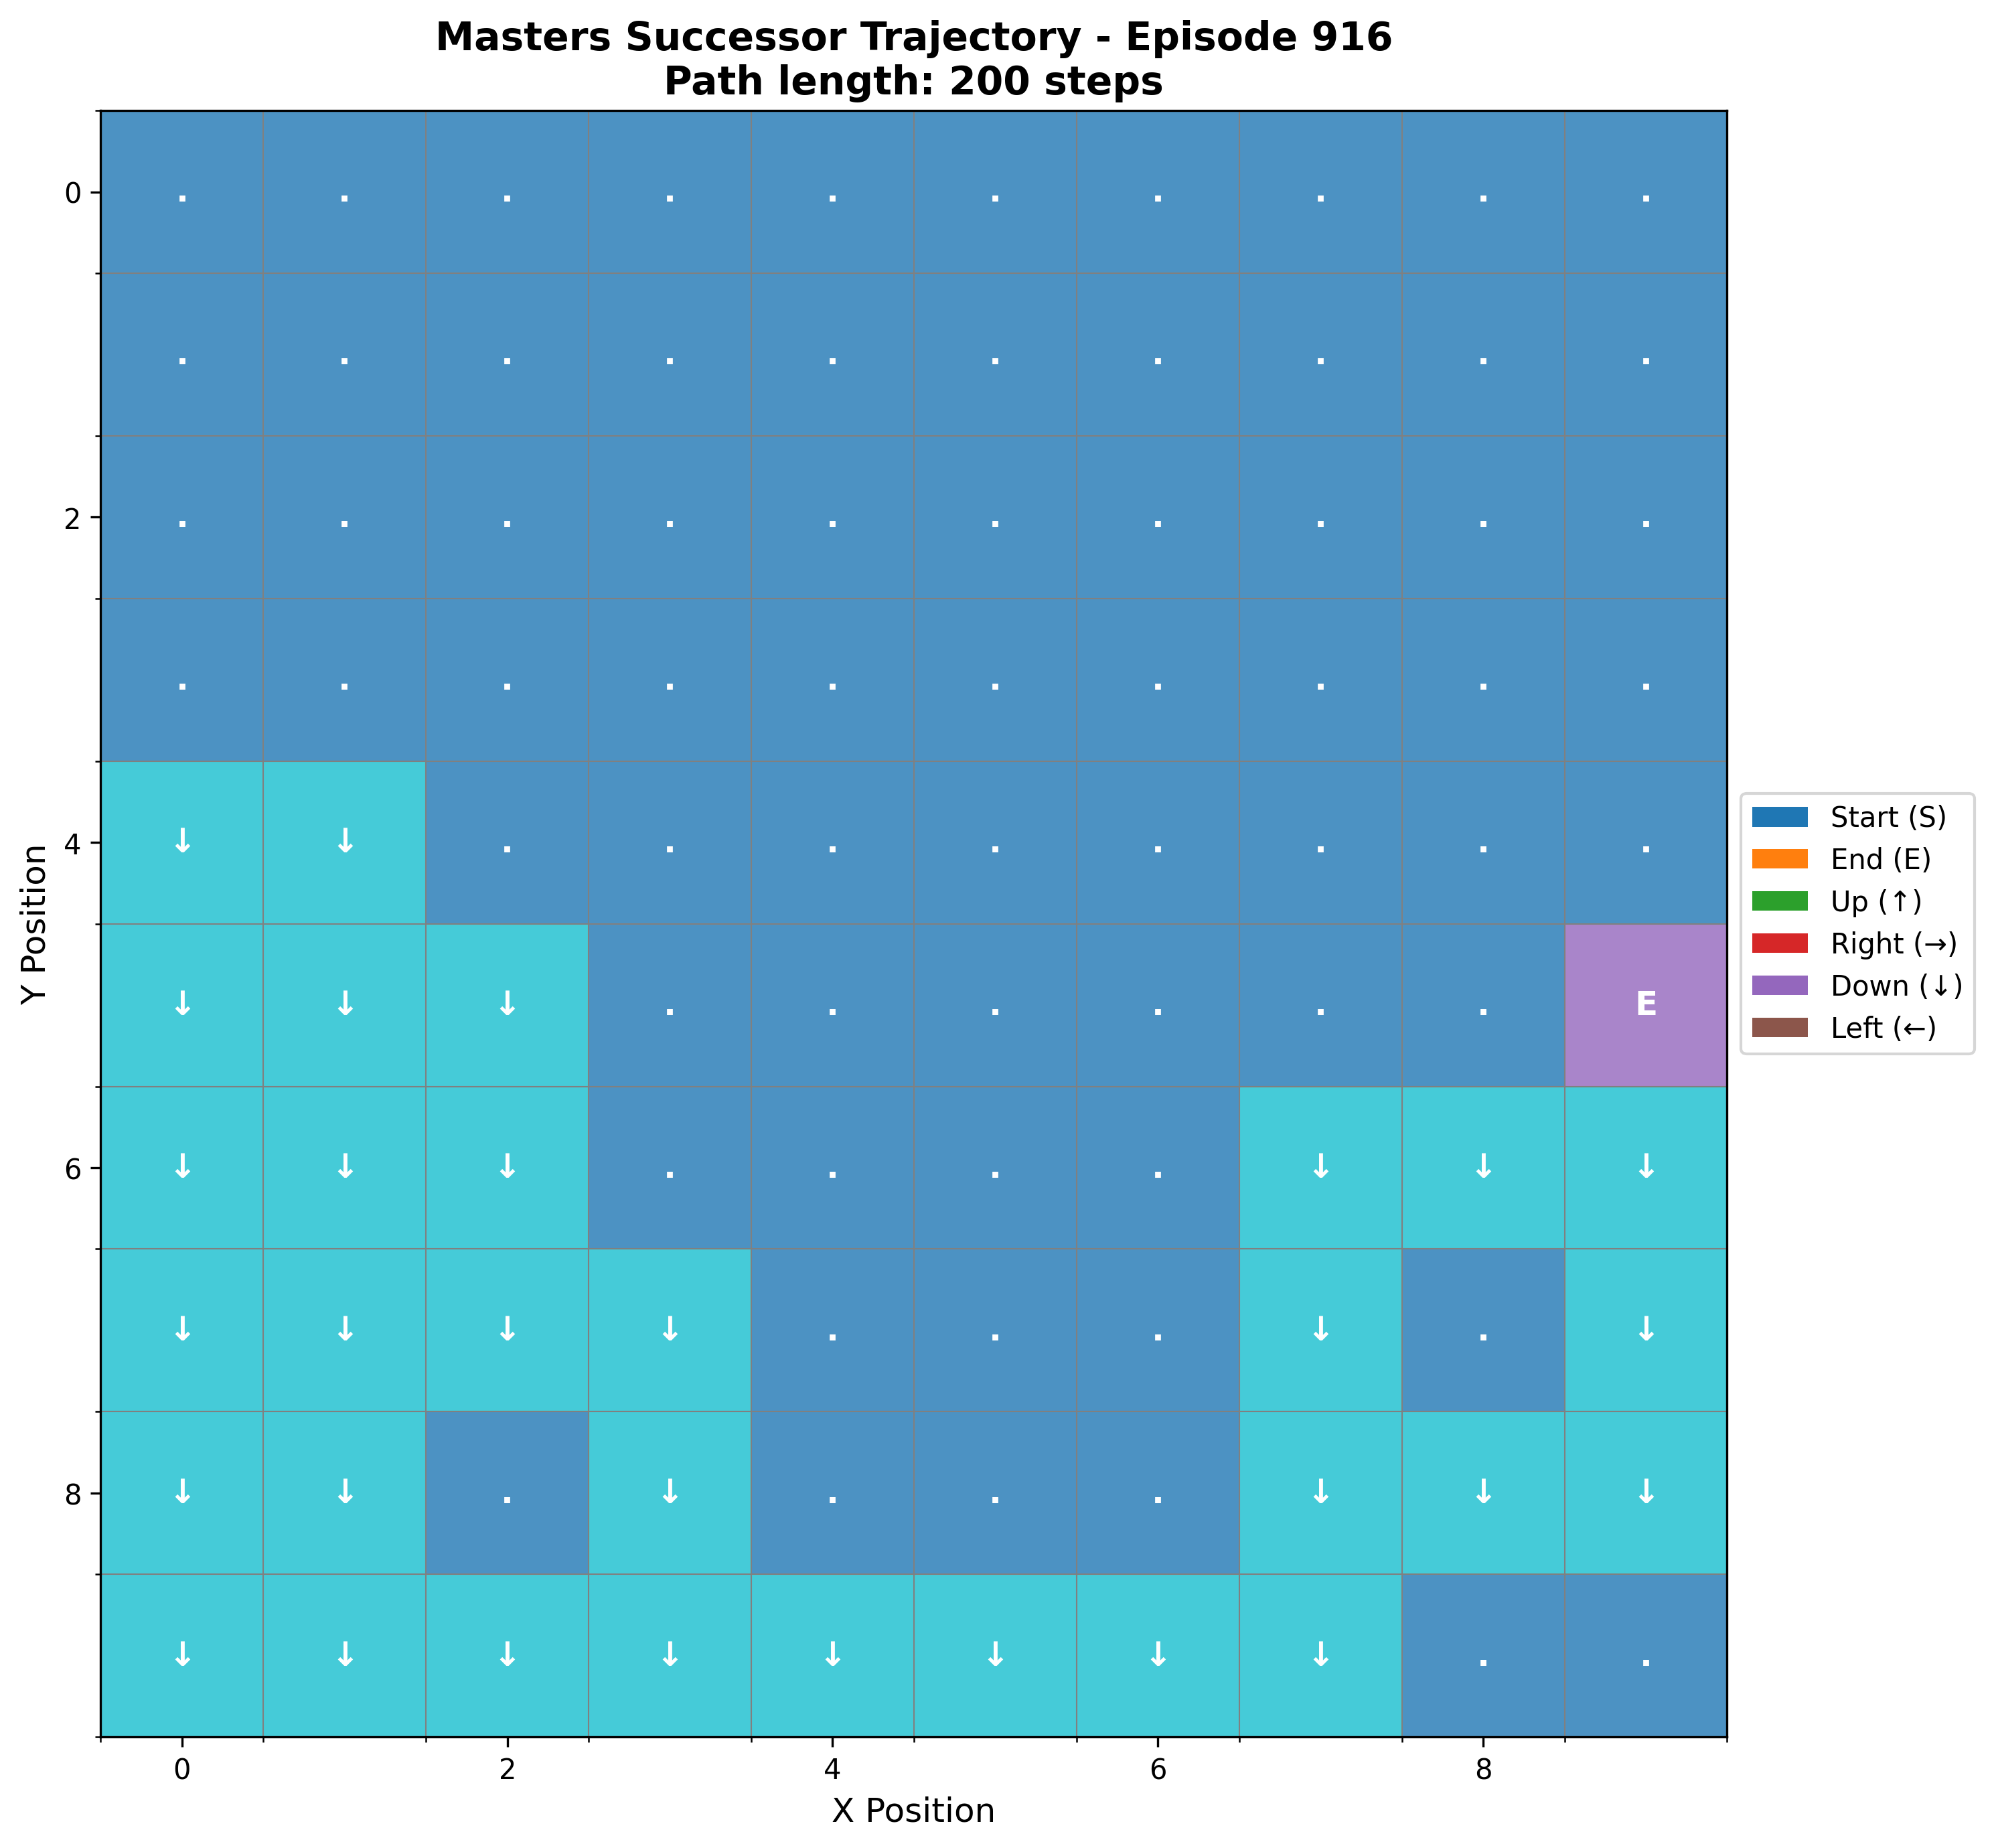 Masters Successor Trajectory - Episode 916
Path length: 200 steps
0 . . . . . . . . . .
. . . . . . . . . .
2 . . . . . . . . . .
. . . . . . . . . .
4 ↓ ↓ . . . . . . . .
↓ ↓ ↓ . . . . . . E
6 ↓ ↓ ↓ . . . . ↓ ↓ ↓
↓ ↓ ↓ ↓ . . . ↓ . ↓
8 ↓ ↓ . ↓ . . . ↓ ↓ ↓
↓ ↓ ↓ ↓ ↓ ↓ ↓ ↓ . .
0 2 4 6 8
X Position
Y Position
Start (S)
End (E)
Up (↑)
Right (→)
Down (↓)
Left (←)